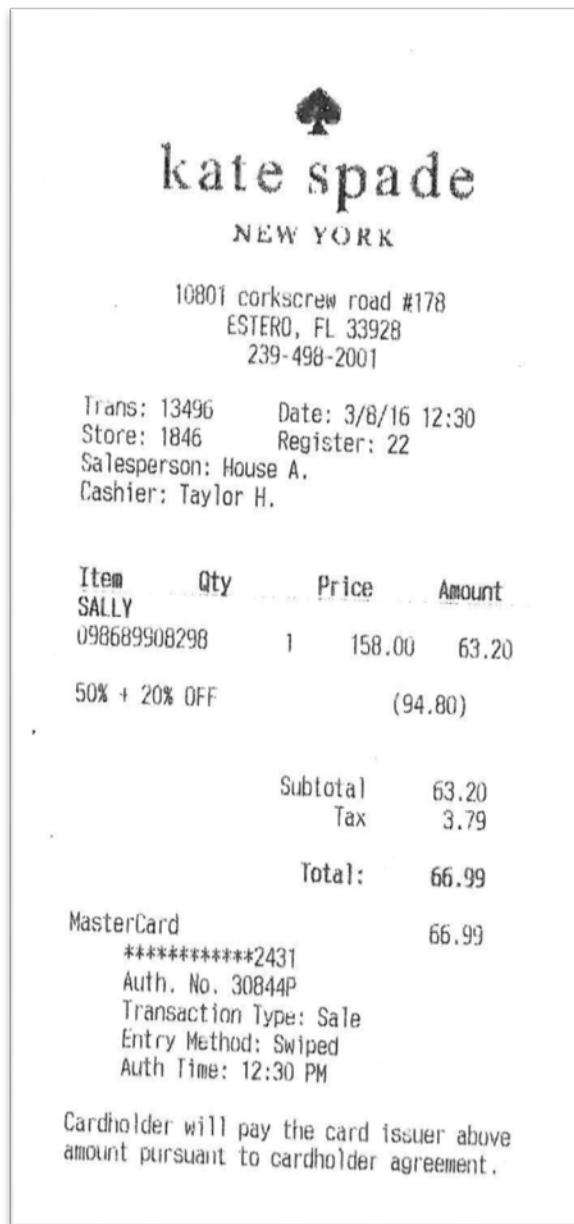 kate spade
NEW YORK
10801 corkscrew road #178
ESTERO, FL 33928
239-498-2001
Trans: 13496 Date: 3/8/16 12:30
Store: 1846 Register: 22
Salesperson: House A.
Cashier: Taylor H.
Item Qty Price Amount
SALLY
098689908298 1 158.00 63.20
50% + 20% OFF (94.80)
Subtotal 63.20
Tax 3.79
Total: 66.99
MasterCard 66.99
************2431
Auth. No. 30844P
Transaction Type: Sale
Entry Method: Swiped
Auth Time: 12:30 PM
Cardholder will pay the card issuer above
amount pursuant to cardholder agreement.